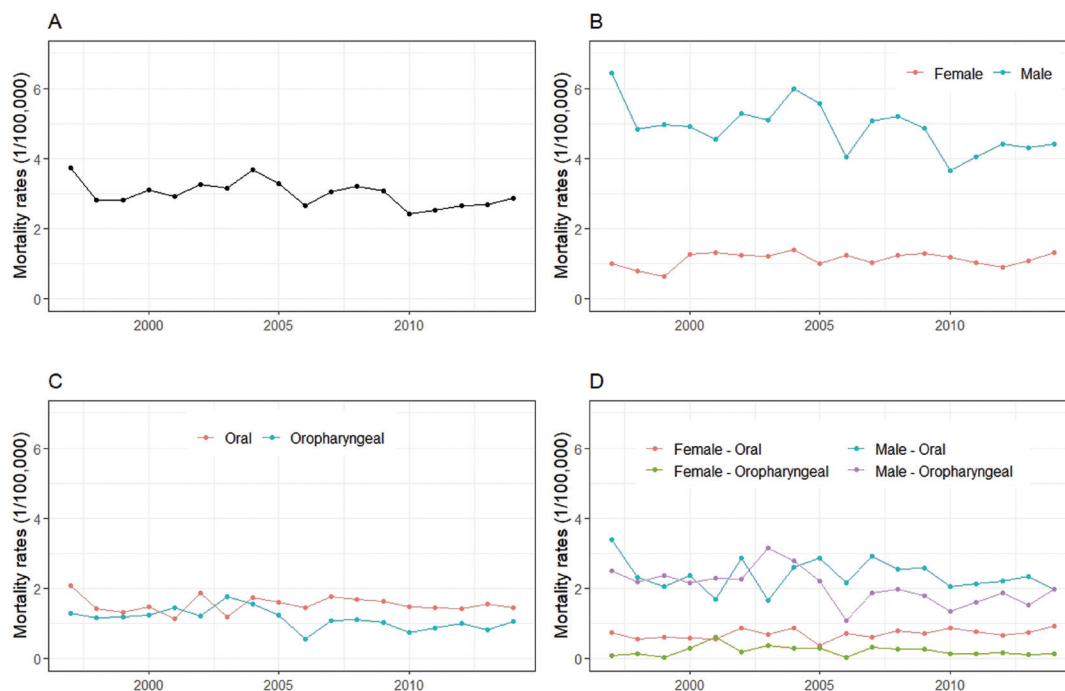 A
Mortality rates (1/100,000)
6
4
2
0
2000 2005 2010
B
Mortality rates (1/100,000)
Female Male
6
4
2
0
2000 2005 2010
C
Mortality rates (1/100,000)
Oral Oropharyngeal
6
4
2
0
2000 2005 2010
D
Mortality rates (1/100,000)
Female - Oral Male - Oral
Female - Oropharyngeal Male - Oropharyngeal
6
4
2
0
2000 2005 2010